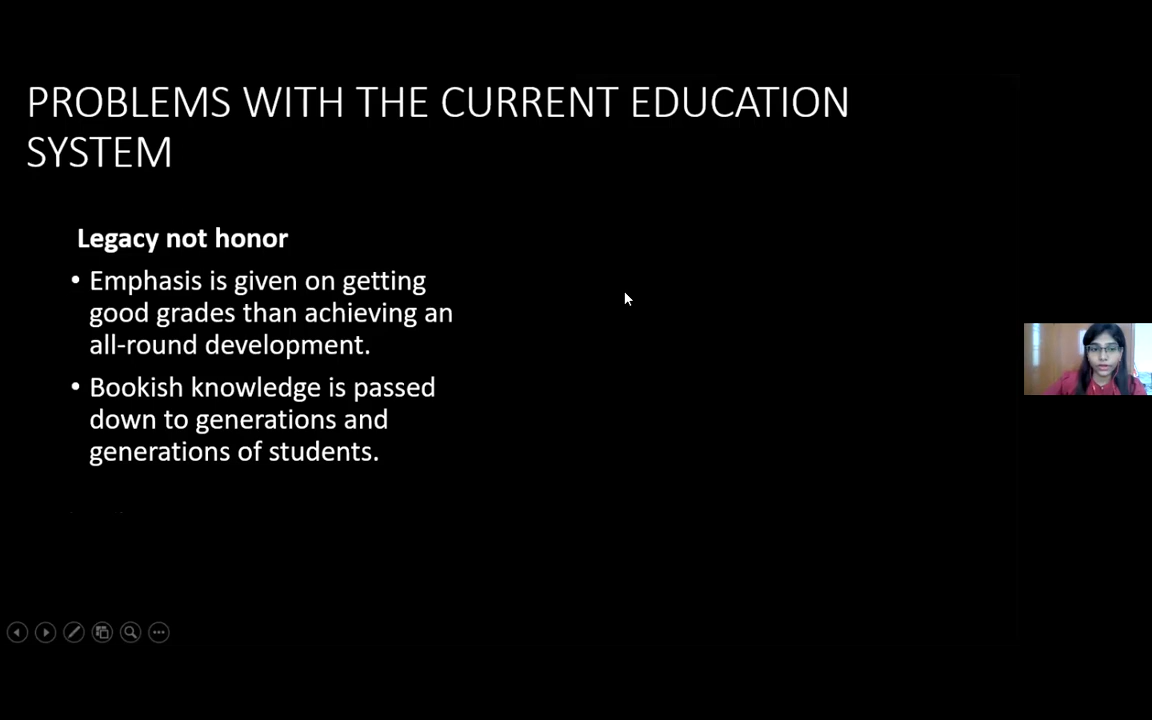 PROBLEMS WITH THE CURRENT EDUCATION
SYSTEM
Legacy not honor
• Emphasis is given on getting
good grades than achieving an
all-round development.
• Bookish knowledge is passed
down to generations and
generations of students.